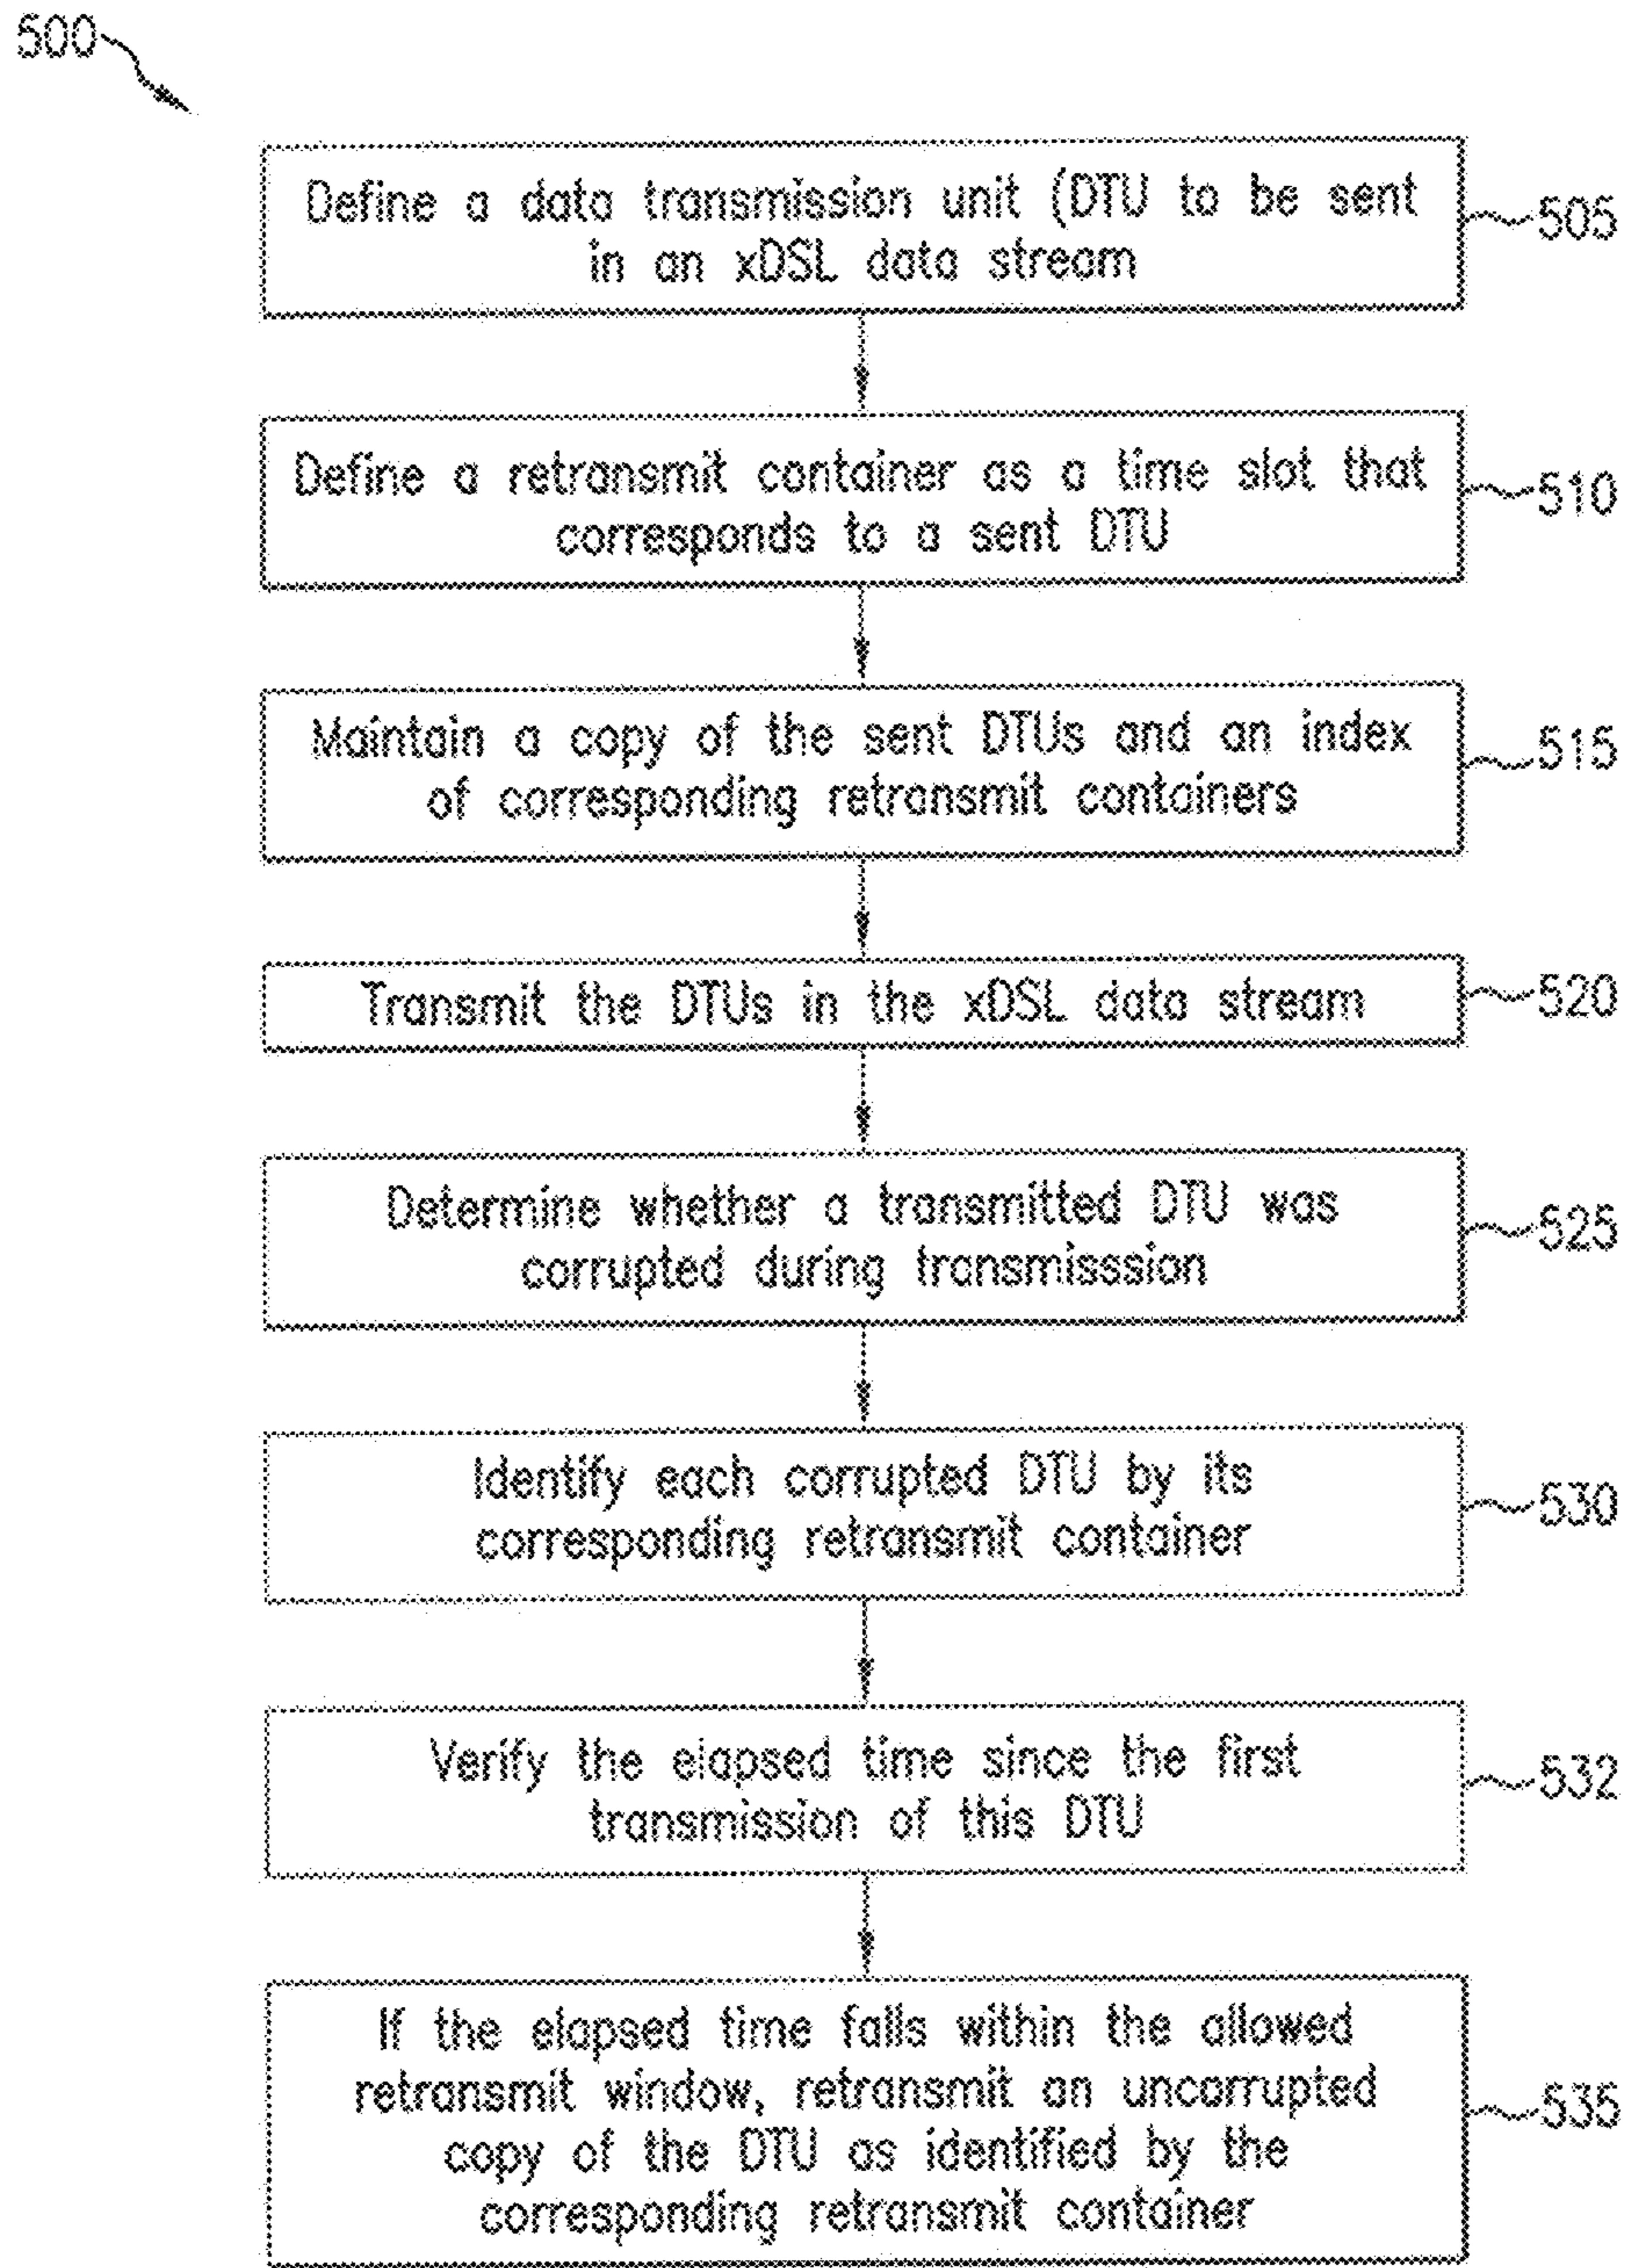 500
Define a data transmission unit (DTU to be sent
in an xDSL data stream
505
Define a retransmit container as a time slot that
corresponds to a sent DTU
510
Maintain a copy of the sent DTUs and an index
of corresponding retransmit containers
515
Transmit the DTUs in the xDSL data stream
520
Determine whether a transmitted DTU was
corrupted during transmisssion
525
Identify each corrupted DTU by its
corresponding retransmit container
530
Verify the elapsed time since the first
transmission of this DTU
532
If the elapsed time falls within the allowed
retransmit window, retransmit an uncorrupted
copy of the DTU as identified by the
corresponding retransmit container
535